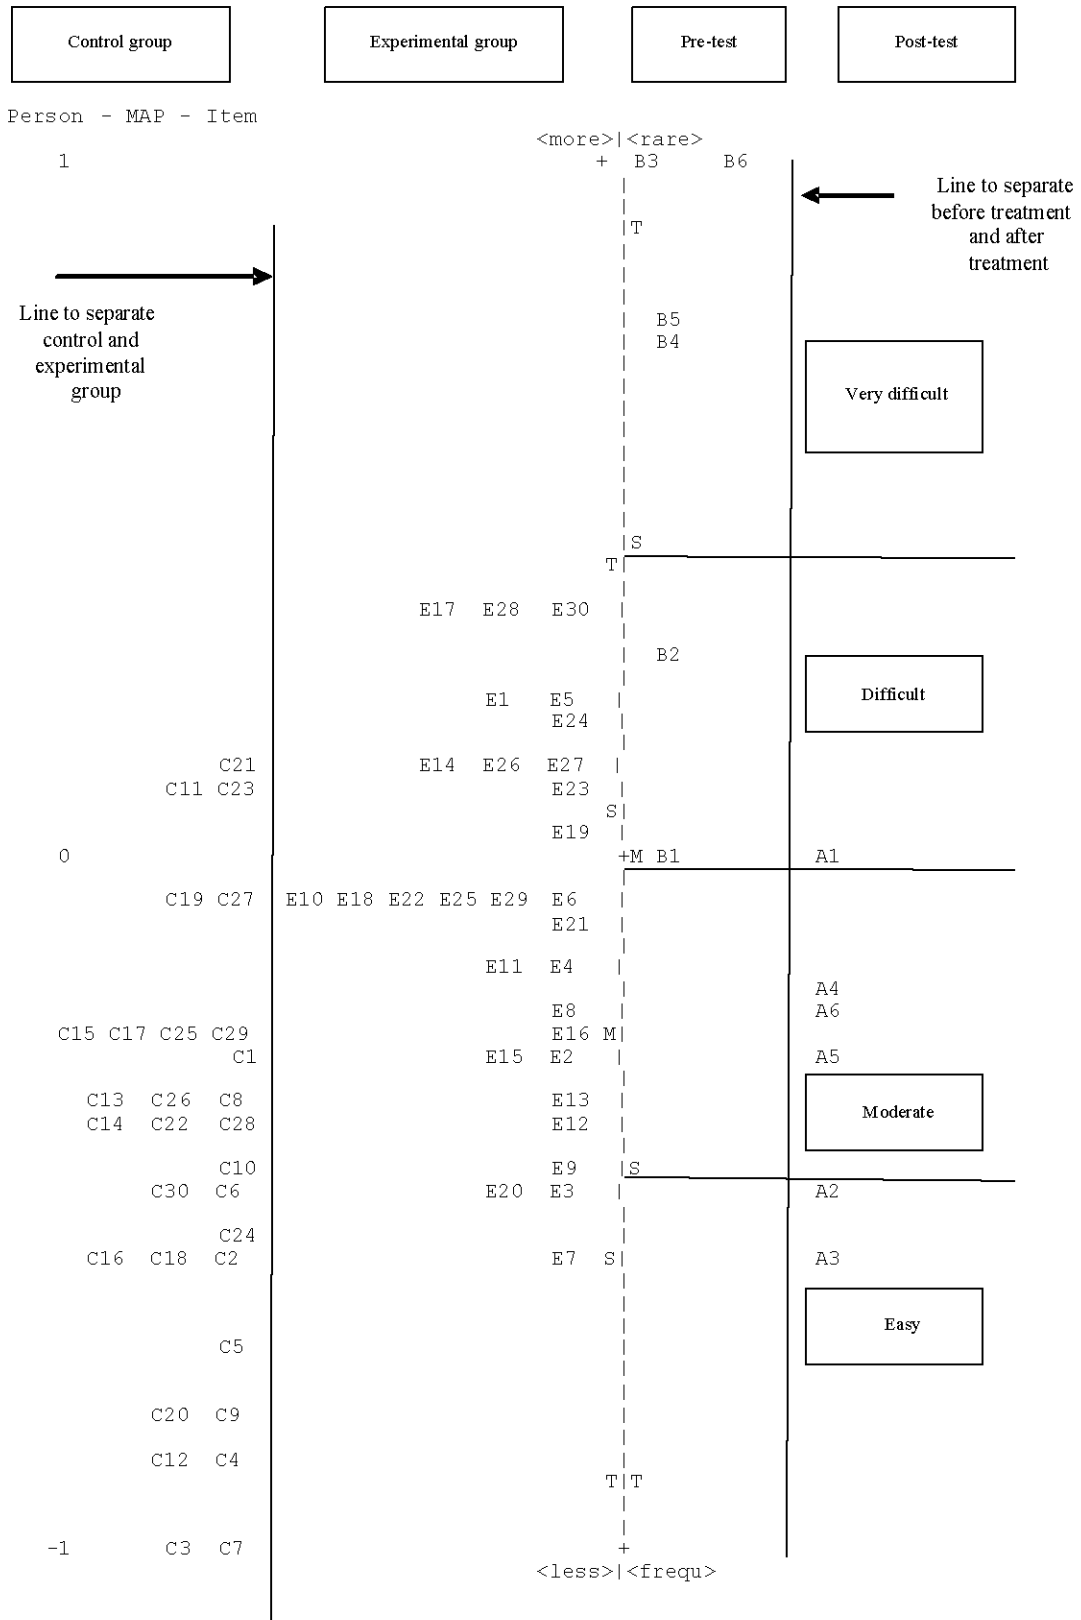 Control group Experimental group Pre-test Post-test
Person - MAP - Item
<more>|<rare>
1 + B3 B6
Line to separate
before treatment
and after
treatment
| T
Line to separate
control and
experimental
group
B5
B4
Very difficult
| S
T |
E17 E28 E30 |
B2
Difficult
E1 E5 |
E24 |
C21 E14 E26 E27 |
C11 C23 E23 |
S|
E19 |
0 +M B1 A1
C19 C27 E10 E18 E22 E25 E29 E6 |
E21 |
E11 E4 |
A4
E8 | A6
C15 C17 C25 C29 E16 M|
C1 E15 E2 | A5
C13 C26 C8 E13 |
Moderate
C14 C22 C28 E12 |
C10 E9 |S
C30 C6 E20 E3 | A2
C24 |
C16 C18 C2 E7 S| A3
Easy
C5 |
C20 C9 |
C12 C4 |
T|T
-1 C3 C7 +
<less>|<frequ>